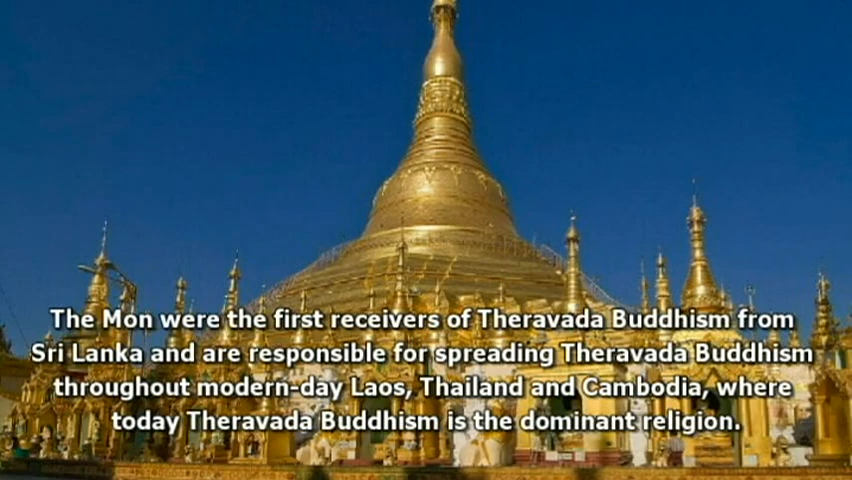 The Mon were the first receivers of Theravada Buddhism from
Sri Lanka and are responsible for spreading Theravada Buddhism
throughout modern-day Laos, Thailand and Cambodia, where
today Theravada Buddhism is the dominant religion.